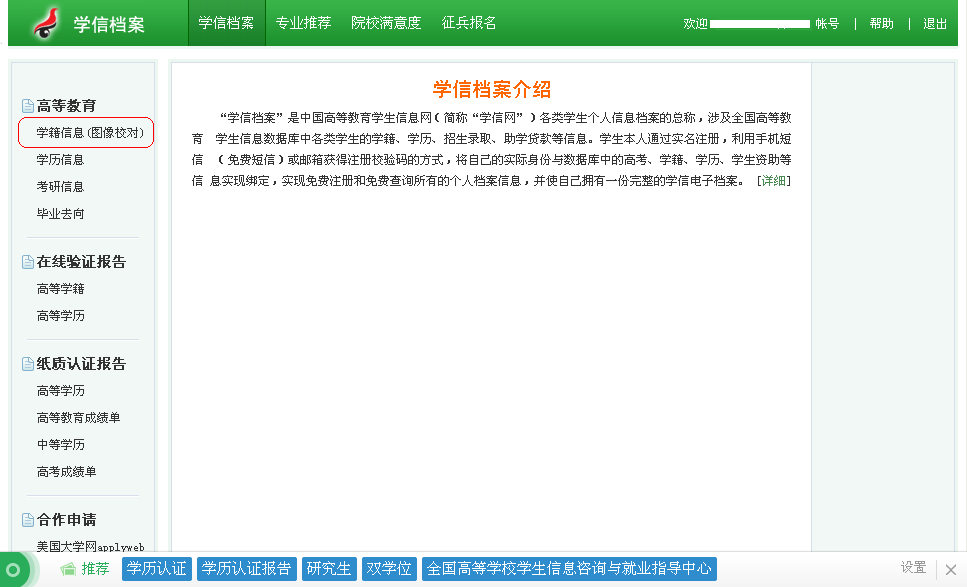 学信档案
学信档案 专业推荐 院校满意度 征兵报名
欢迎 帐号 | 帮助 | 退出
高等教育
学籍信息(图像校对)
学历信息
考研信息
毕业去向
在线验证报告
高等学籍
高等学历
纸质认证报告
高等学历
高等教育成绩单
中等学历
高考成绩单
合作申请
美国大学网applyweb
学信档案介绍
“学信档案”是中国高等教育学生信息网(简称“学信网”)各类学生个人信息档案的总称,涉及全国高等教
育 学生信息数据库中各类学生的学籍、学历、招生录取、助学贷款等信息。学生本人通过实名注册,利用手机短
信 (免费短信)或邮箱获得注册校验码的方式,将自己的实际身份与数据库中的高考、学籍、学历、学生资助等
信 息实现绑定,实现免费注册和免费查询所有的个人档案信息,并使自己拥有一份完整的学信电子档案。 [详细]
推荐 学历认证 学历认证报告 研究生 双学位 全国高等学校学生信息咨询与就业指导中心
设置